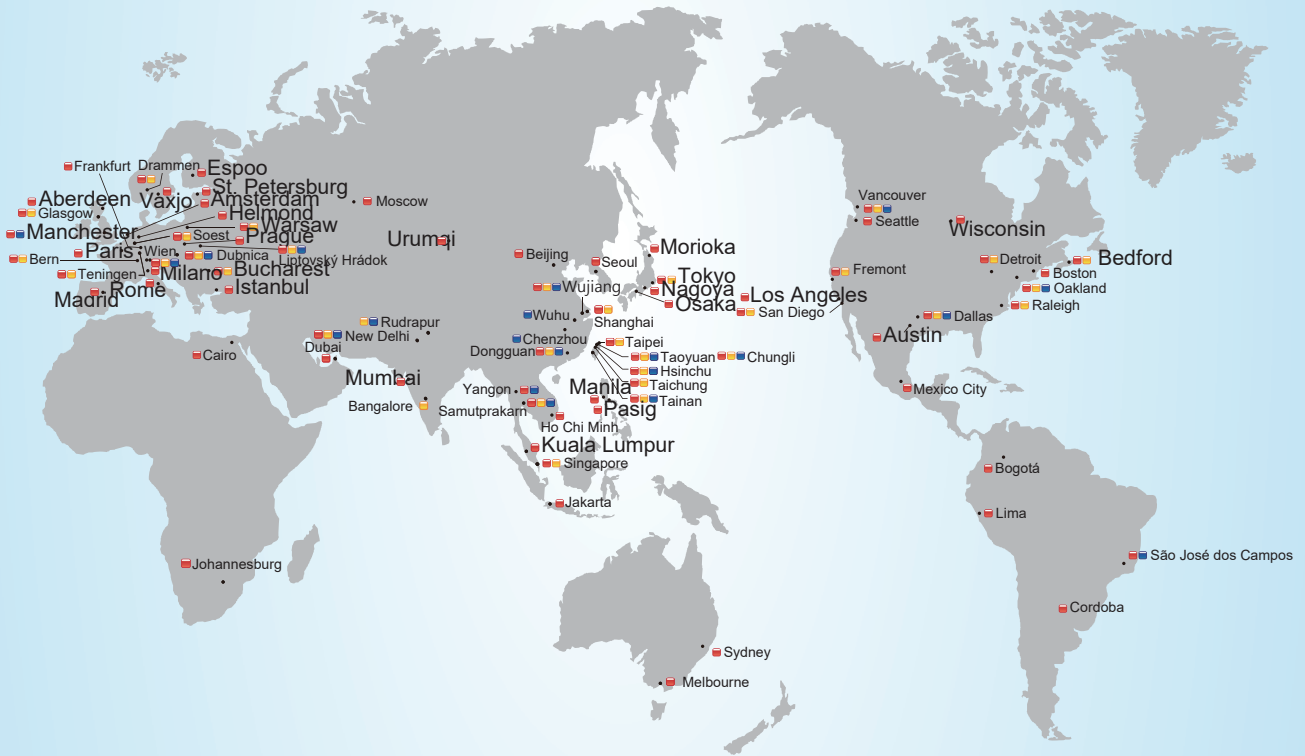 Frankfurt
Drammen
Espoo
Aberdeen
Växjo
St. Petersburg
Amsterdam
Moscow
Glasgow
Helmond
Manchester
Warsaw
Soest
Prague
Paris
Wien
Dubnica
Liptovský Hrádok
Bern
Teningen
Milano
Bucharest
Madrid
Rome
Istanbul
Urumqi
Beijing
Seoul
Morioka
Tokyo
Nagoya
Osaka
Wujiang
Wuhu
Shanghai
Chenzhou
Dongguan
Taipei
Taoyuan
Chungli
Hsinchu
Taichung
Tainan
Rudrapur
New Delhi
Dubai
Cairo
Mumbai
Bangalore
Yangon
Samutprakarn
Ho Chi Minh
Manila
Pasig
Kuala Lumpur
Singapore
Jakarta
Johannesburg
Sydney
Melbourne
Vancouver
Seattle
Wisconsin
Fremont
Los Angeles
San Diego
Detroit
Bedford
Boston
Oakland
Raleigh
Dallas
Austin
Mexico City
Bogotá
Lima
São José dos Campos
Cordoba